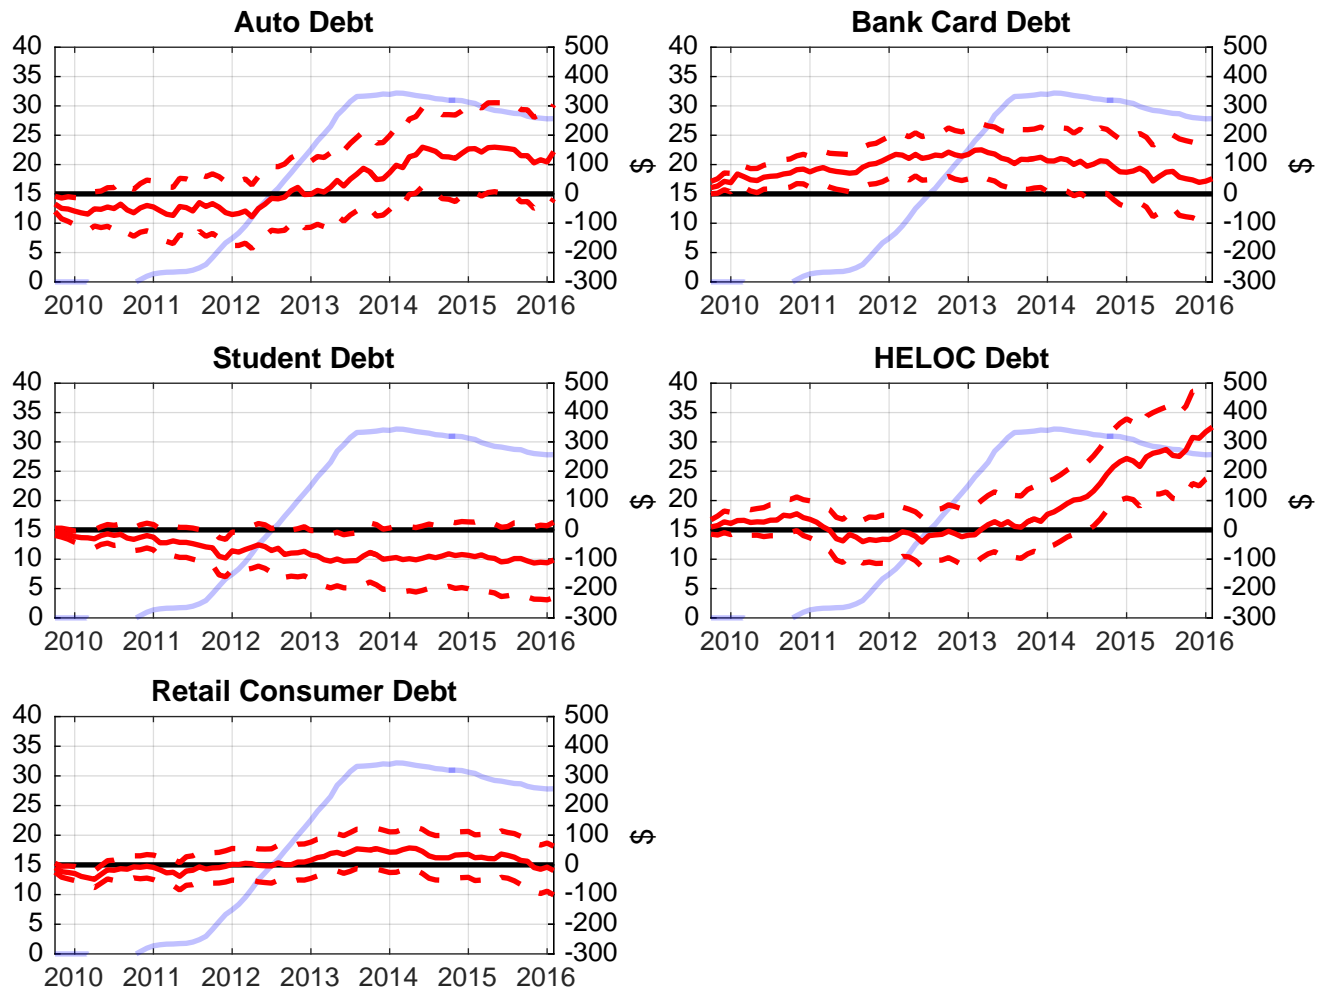 Auto Debt
40 35 30 25 20 15 10 5 0
500 400 300 200 100 0 -100 -200 -300
$
2010 2011 2012 2013 2014 2015 2016
Bank Card Debt
40 35 30 25 20 15 10 5 0
500 400 300 200 100 0 -100 -200 -300
$
2010 2011 2012 2013 2014 2015 2016
Student Debt
40 35 30 25 20 15 10 5 0
500 400 300 200 100 0 -100 -200 -300
$
2010 2011 2012 2013 2014 2015 2016
HELOC Debt
40 35 30 25 20 15 10 5 0
500 400 300 200 100 0 -100 -200 -300
$
2010 2011 2012 2013 2014 2015 2016
Retail Consumer Debt
40 35 30 25 20 15 10 5 0
500 400 300 200 100 0 -100 -200 -300
$
2010 2011 2012 2013 2014 2015 2016